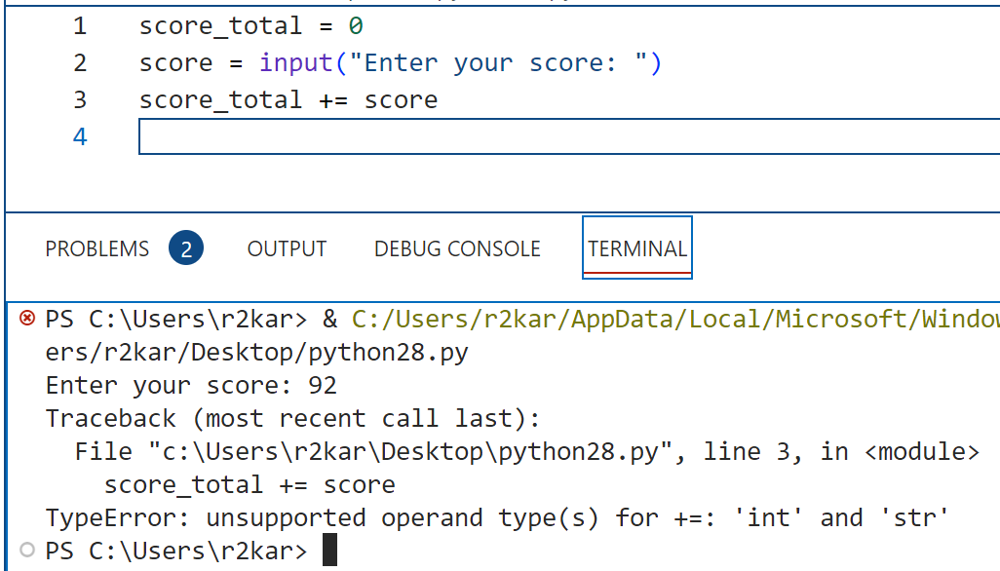 1 score_total = 0
2 score = input("Enter your score: ")
3 score_total += score
4
PROBLEMS 2 OUTPUT DEBUG CONSOLE TERMINAL
PS C:\Users\r2kar> & C:/Users/r2kar/AppData/Local/Microsoft/Window
ers/r2kar/Desktop/python28.py
Enter your score: 92
Traceback (most recent call last):
  File "c:\Users\r2kar\Desktop\python28.py", line 3, in <module>
    score_total += score
TypeError: unsupported operand type(s) for +=: 'int' and 'str'
PS C:\Users\r2kar>